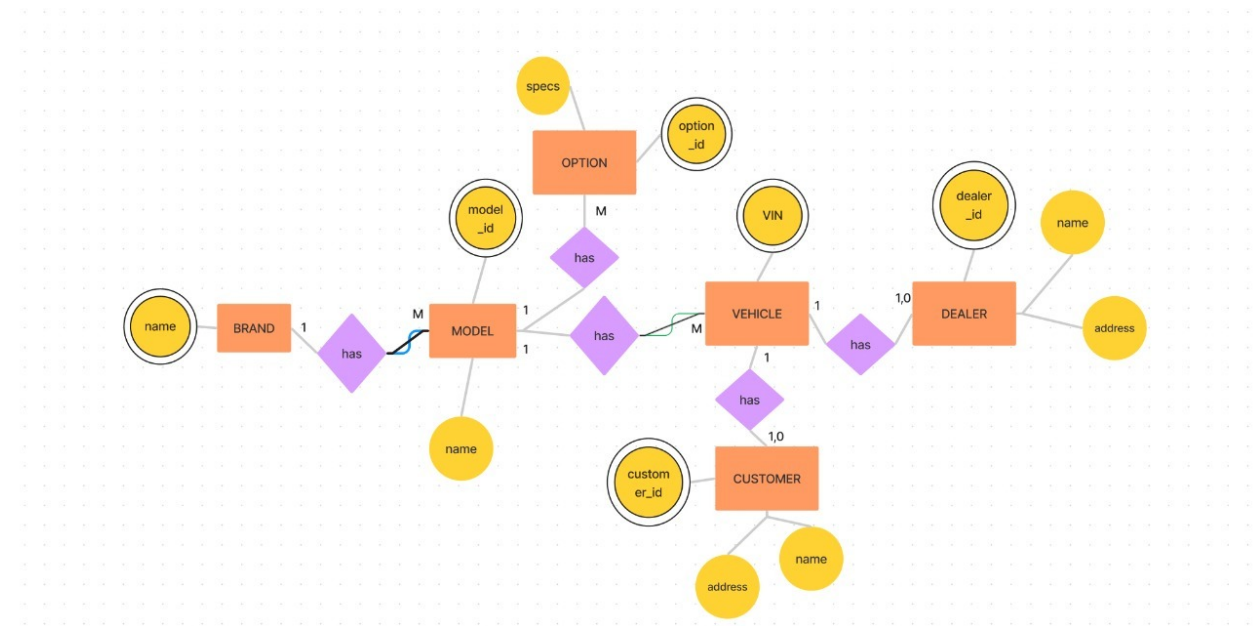 specs
option
_id
OPTION
M
has
model
_id
VIN
dealer
_id
name
name
BRAND
1
has
M
MODEL
1
1
has
M
VEHICLE
1
has
1,0
DEALER
address
name
1
has
1,0
custom
er_id
CUSTOMER
name
address